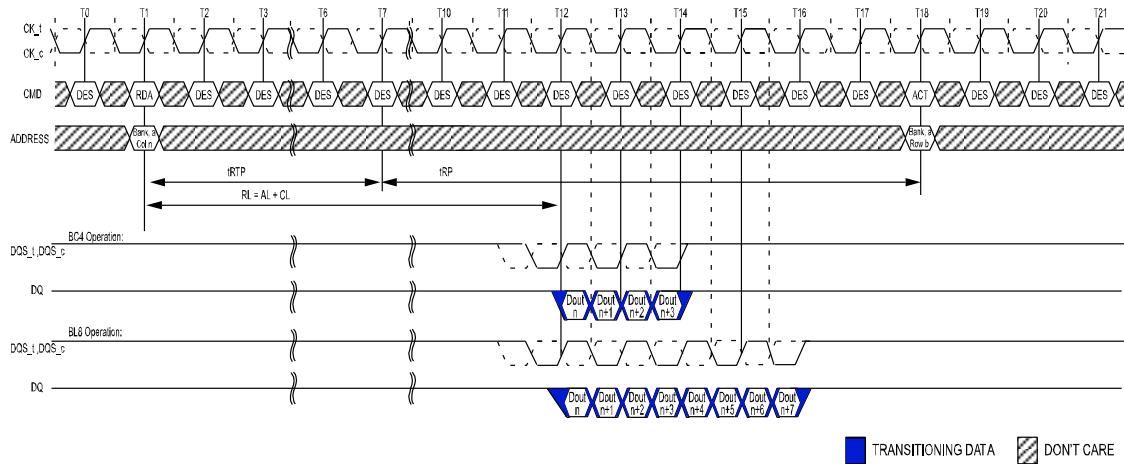 T0 T1 T2 T3 T6 T7 T10 T11 T12 T13 T14 T15 T16 T17 T18 T19 T20 T21
CK_t
CK_c
CMD DES RDA DES DES DES DES DES DES DES DES DES DES DES DES ACT DES DES DES
ADDRESS Bank, a Col n Bank, a Row b
tRTP tRP
RL = AL + CL
BC4 Operation:
DQS_t ,DQS_c
DQ Dout n Dout n+1 Dout n+2 Dout n+3
BL8 Operation:
DQS_t ,DQS_c
DQ Dout n Dout n+1 Dout n+2 Dout n+3 Dout n+4 Dout n+5 Dout n+6 Dout n+7
TRANSITIONING DATA DON'T CARE